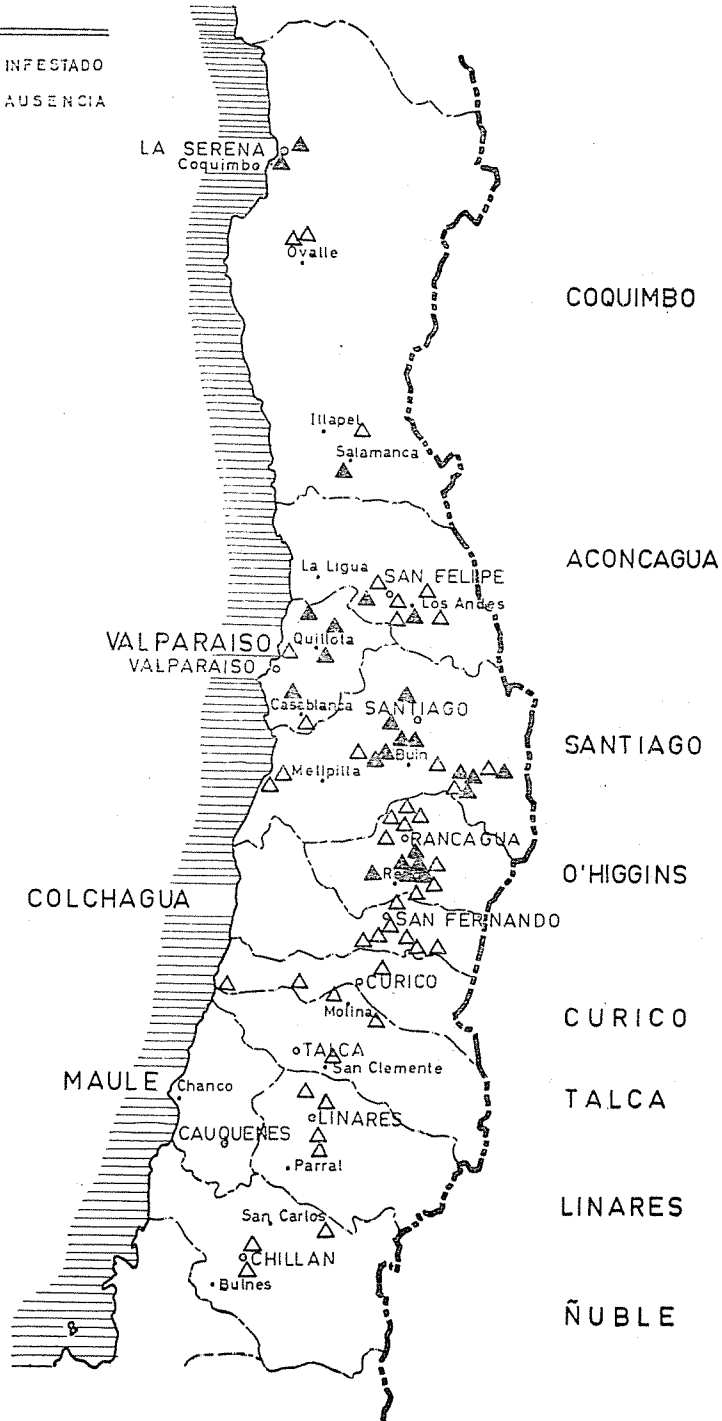 INFESTADO
AUSENCIA
LA SERENA
Coquimbo
Ovalle
COQUIMBO
Illapel
Salamanca
ACONCAGUA
La Ligua
SAN FELIPE
Los Andes
VALPARAISO
Quillota
VALPARAISO
Casablanca
SANTIAGO
SANTIAGO
Buin
Melipilla
RANCAGUA
O'HIGGINS
COLCHAGUA
SAN FERNANDO
CURICO
Molina
CURICO
TALCA
San Clemente
MAULE
Chanco
TALCA
LINARES
CAUQUENES
Parral
LINARES
San Carlos
CHILLAN
Bulnes
ÑUBLE